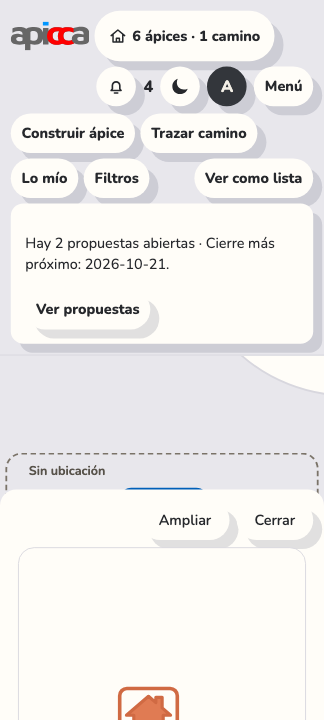 apicca
6 ápices · 1 camino
4
A
Menú
Construir ápice
Trazar camino
Lo mío
Filtros
Ver como lista
Hay 2 propuestas abiertas · Cierre más
próximo: 2026-10-21.
Ver propuestas
Sin ubicación
Ampliar
Cerrar